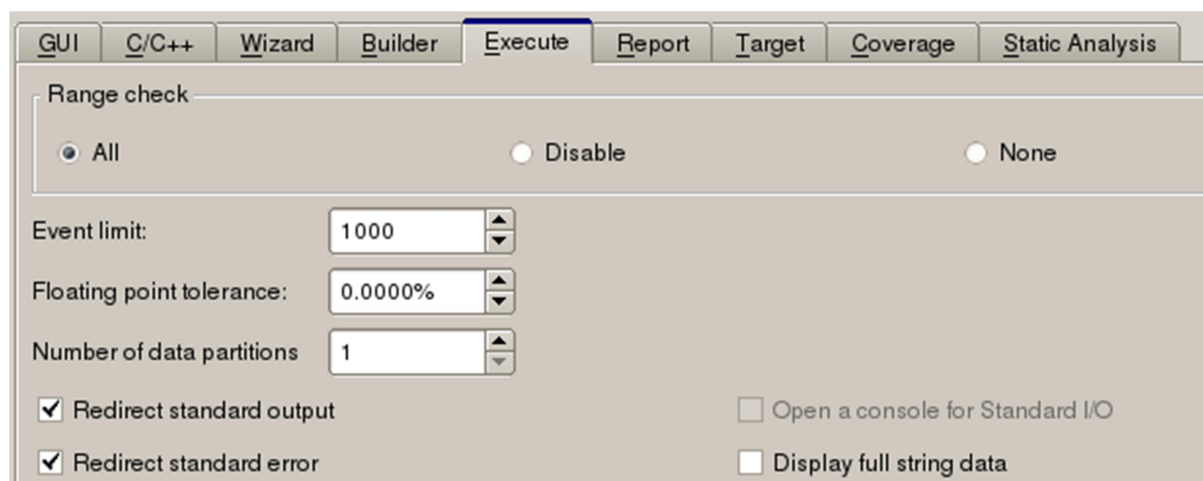 GUI C/C++ Wizard Builder Execute Report Target Coverage Static Analysis
Range check
All Disable None
Event limit: 1000
Floating point tolerance: 0.0000%
Number of data partitions 1
Redirect standard output Open a console for Standard I/O
Redirect standard error Display full string data